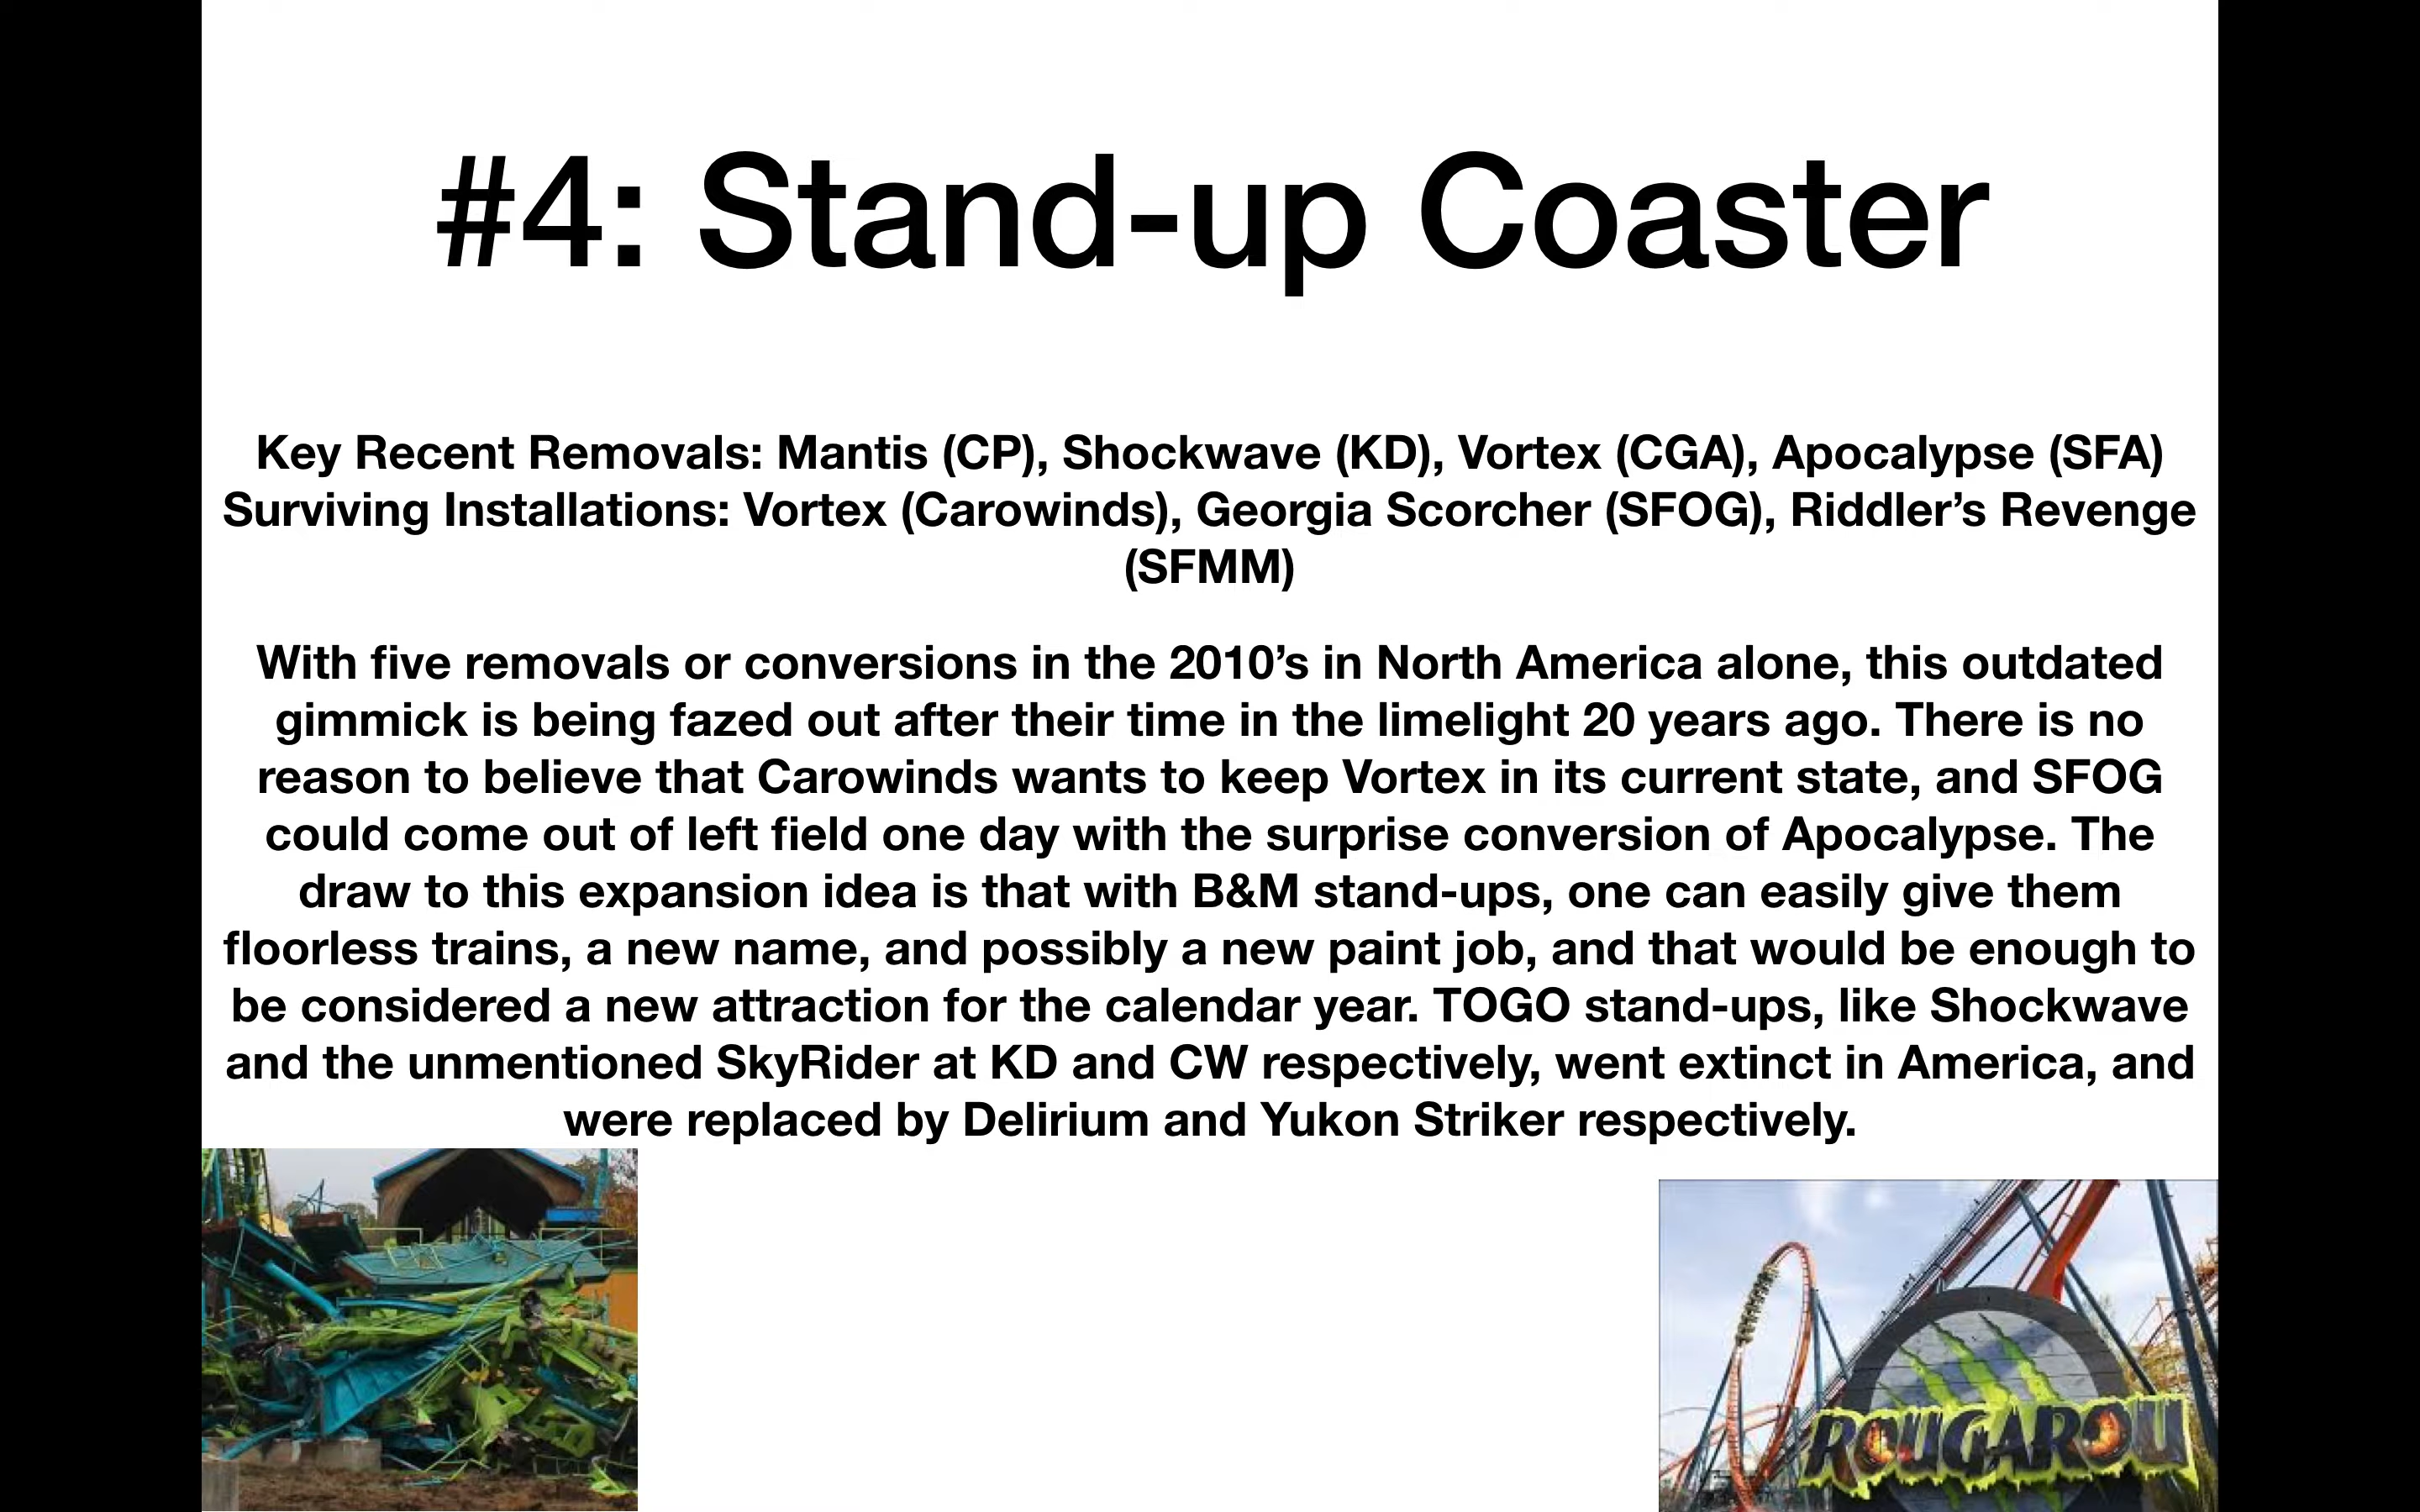 #4: Stand-up Coaster
Key Recent Removals: Mantis (CP), Shockwave (KD), Vortex (CGA), Apocalypse (SFA)
Surviving Installations: Vortex (Carowinds), Georgia Scorcher (SFOG), Riddler’s Revenge
(SFMM)
With five removals or conversions in the 2010’s in North America alone, this outdated
gimmick is being fazed out after their time in the limelight 20 years ago. There is no
reason to believe that Carowinds wants to keep Vortex in its current state, and SFOG
could come out of left field one day with the surprise conversion of Apocalypse. The
draw to this expansion idea is that with B&M stand-ups, one can easily give them
floorless trains, a new name, and possibly a new paint job, and that would be enough to
be considered a new attraction for the calendar year. TOGO stand-ups, like Shockwave
and the unmentioned SkyRider at KD and CW respectively, went extinct in America, and
were replaced by Delirium and Yukon Striker respectively.
ROUGAROU